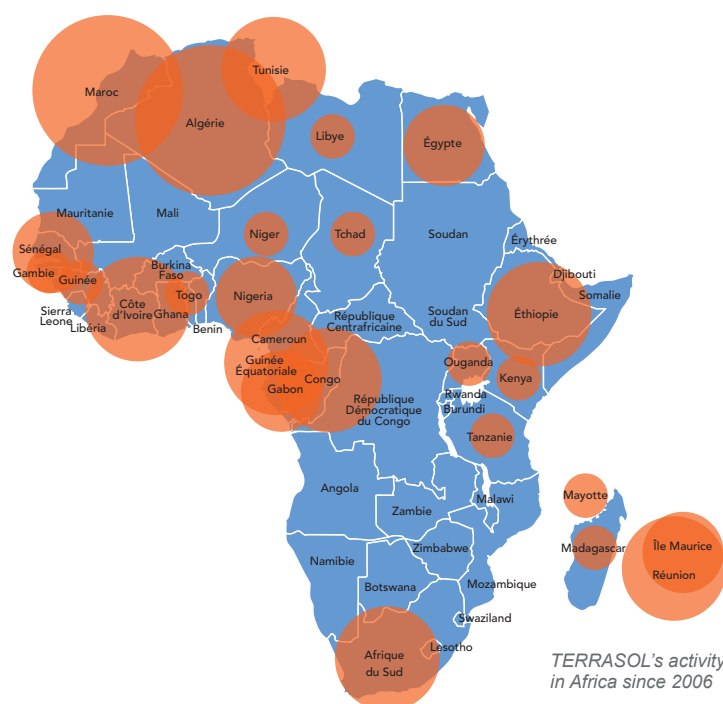 Tunisie
Maroc
Algérie
Libye
Égypte
Mauritanie
Mali
Niger
Tchad
Soudan
Sénégal
Érythrée
Gambie
Guinée
Burkina
Faso
Djibouti
Somalie
Togo
Nigeria
Côte
d'Ivoire
Ghana
Sierra
Leone
Libéria
Benin
République
Centrafricaine
Soudan
du Sud
Éthiopie
Cameroun
Guinée
Équatoriale
Gabon
Congo
Ouganda
Kenya
République
Démocratique
du Congo
Rwanda
Burundi
Tanzanie
Angola
Malawi
Mayotte
Zambie
Madagascar
Île Maurice
Réunion
Zimbabwe
Namibie
Botswana
Mozambique
Swaziland
Lesotho
Afrique
du Sud
TERRASOL's activity
in Africa since 2006